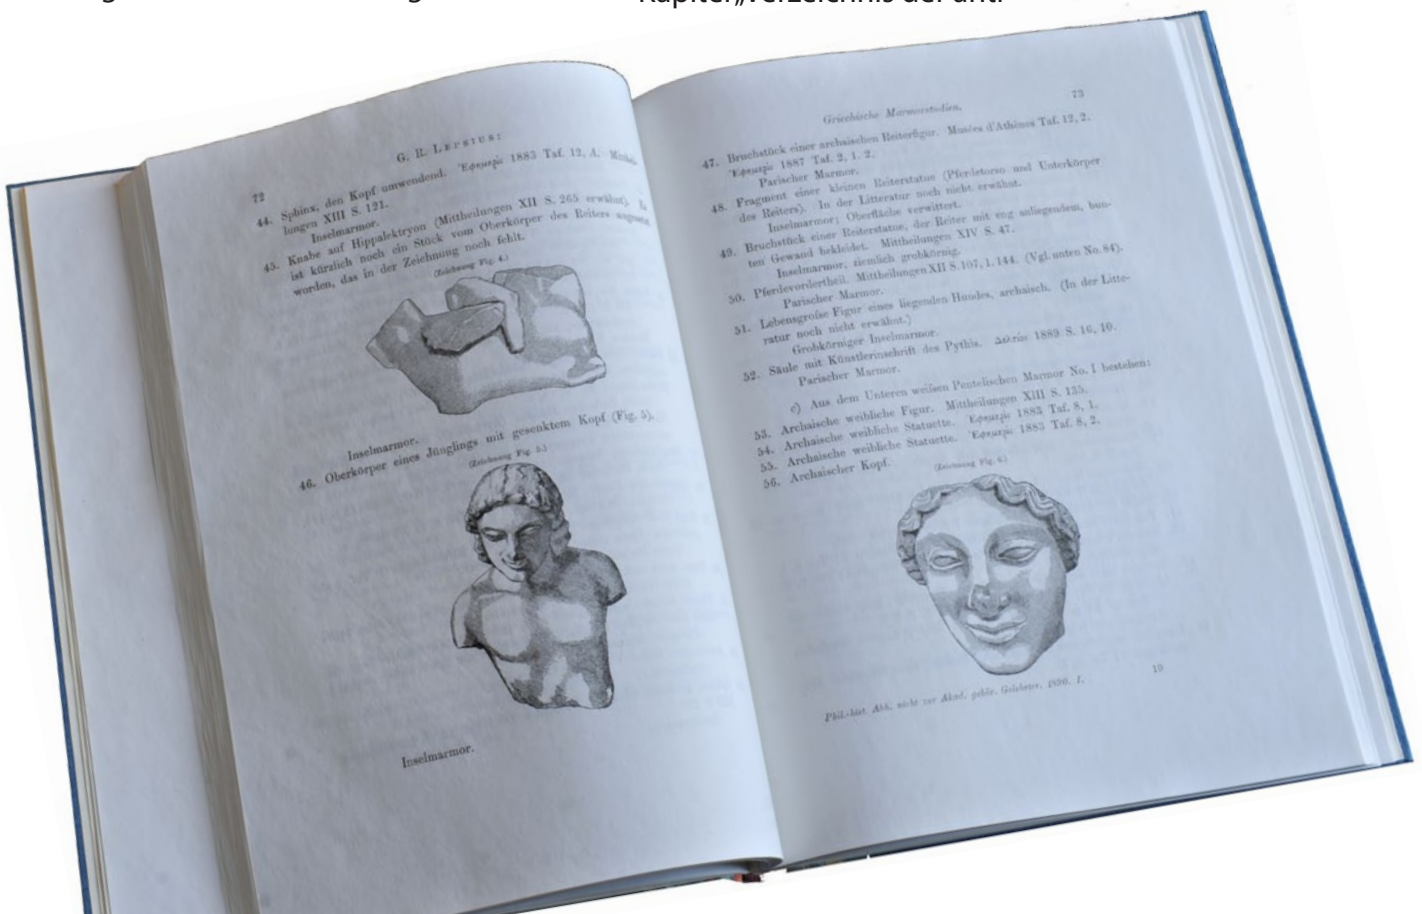 Kapitel „Verzeichnis der anti-
72
G. R. LEPSIUS:
44. Sphinx, den Kopf umwendend. Ἐφημερίς 1883 Taf. 12, A. Mitthei-
lungen XIII S. 121.
Inselmarmor.
45. Knabe auf Hippalektryon (Mittheilungen XII S. 265 erwähnt). Es
ist kürzlich noch ein Stück vom Oberkörper des Reiters angesetzt
worden, das in der Zeichnung noch fehlt.
(Zeichnung Fig. 4.)
Inselmarmor.
46. Oberkörper eines Jünglings mit gesenktem Kopf (Fig. 5).
(Zeichnung Fig. 5.)
Inselmarmor.
Griechische Marmorstudien.
73
47. Bruchstück einer archaischen Reiterfigur. Musées d'Athènes Taf. 12, 2.
Ἐφημερίς 1887 Taf. 2, 1. 2.
Parischer Marmor.
48. Fragment einer kleinen Reiterstatue (Pferdetorso und Unterkörper
des Reiters). In der Litteratur noch nicht erwähnt.
Inselmarmor; Oberfläche verwittert.
49. Bruchstück einer Reiterstatue, der Reiter mit eng anliegendem, bun-
ten Gewand bekleidet. Mittheilungen XIV S. 47.
Inselmarmor, ziemlich grobkörnig.
50. Pferdevordertheil. Mittheilungen XII S. 107, 1. 144. (Vgl. unten No. 84).
Parischer Marmor.
51. Lebensgroße Figur eines liegenden Hundes, archaisch. (In der Litte-
ratur noch nicht erwähnt.)
Grobkörniger Inselmarmor.
52. Säule mit Künstlerinschrift des Pythis. Δελτίον 1889 S. 16, 10.
Parischer Marmor.
c) Aus dem Unteren weißen Pentelischen Marmor No. I bestehen:
53. Archaische weibliche Figur. Mittheilungen XIII S. 135.
54. Archaische weibliche Statuette. Ἐφημερίς 1883 Taf. 8, 1.
55. Archaische weibliche Statuette. Ἐφημερίς 1883 Taf. 8, 2.
56. Archaischer Kopf.
(Zeichnung Fig. 6.)
Phil.-hist. Abh. nicht zur Akad. gehör. Gelehrter. 1890. I.
10